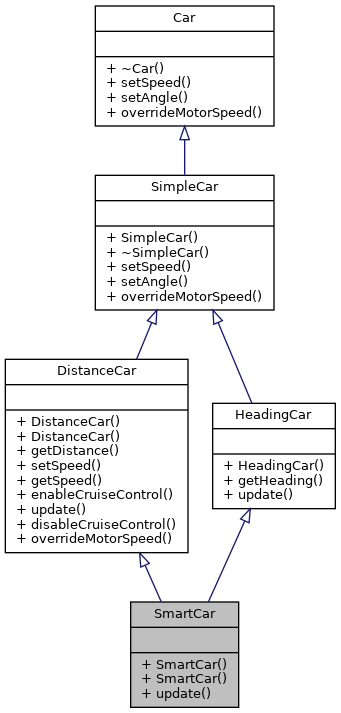 Car
+ ~Car()
+ setSpeed()
+ setAngle()
+ overrideMotorSpeed()
SimpleCar
+ SimpleCar()
+ ~SimpleCar()
+ setSpeed()
+ setAngle()
+ overrideMotorSpeed()
DistanceCar
+ DistanceCar()
+ DistanceCar()
+ getDistance()
+ setSpeed()
+ getSpeed()
+ enableCruiseControl()
+ update()
+ disableCruiseControl()
+ overrideMotorSpeed()
HeadingCar
+ HeadingCar()
+ getHeading()
+ update()
SmartCar
+ SmartCar()
+ SmartCar()
+ update()